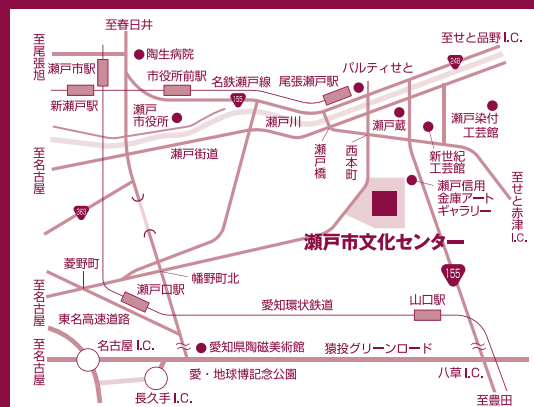 至春日井
至尾張旭
陶生病院
至せと品野 I.C.
瀬戸市駅
市役所前駅
名鉄瀬戸線
尾張瀬戸駅
パルティせと
248
新瀬戸駅
155
瀬戸市役所
瀬戸川
瀬戸蔵
瀬戸染付
工芸館
至名古屋
瀬戸街道
瀬戸橋
西本町
新世紀
工芸館
瀬戸信用
金庫アート
ギャラリー
至せと赤津I.C.
363
瀬戸市文化センター
菱野町
幡野町北
155
至名古屋
瀬戸口駅
愛知環状鉄道
山口駅
東名高速道路
至名古屋
名古屋 I.C.
愛知県陶磁美術館
猿投グリーンロード
愛・地球博記念公園
八草 I.C.
長久手 I.C.
至豊田